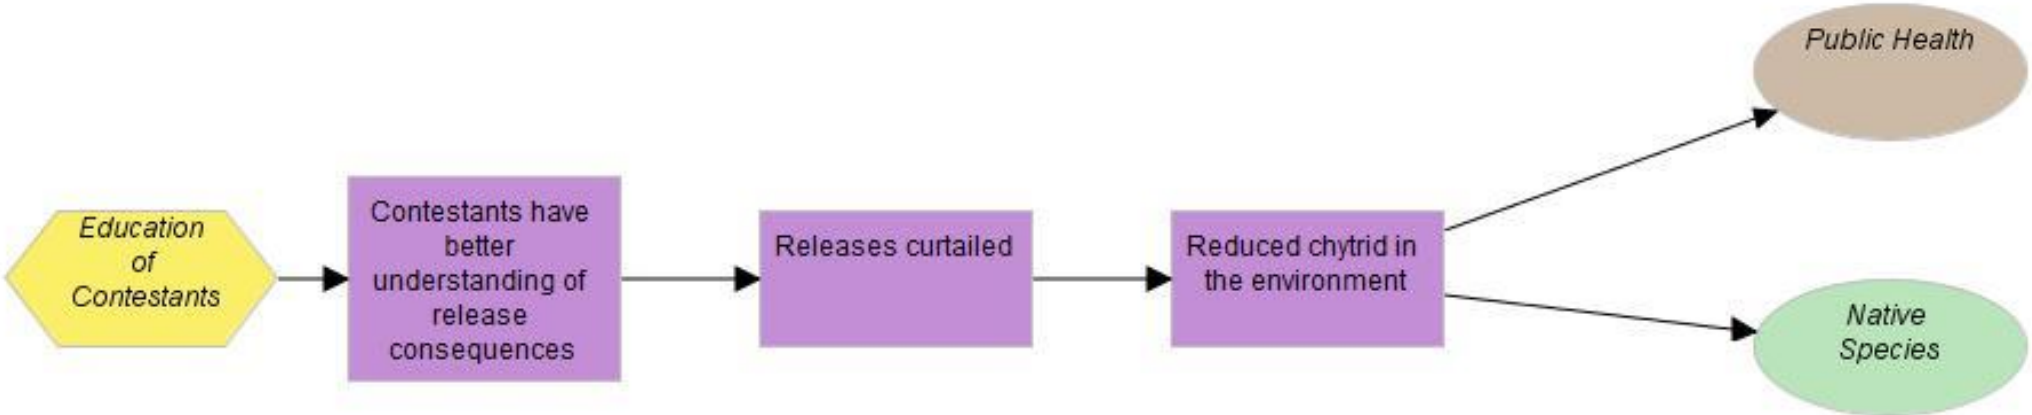 Education
of
Contestants
Contestants have
better
understanding of
release
consequences
Releases curtailed
Reduced chytrid in
the environment
Public Health
Native
Species